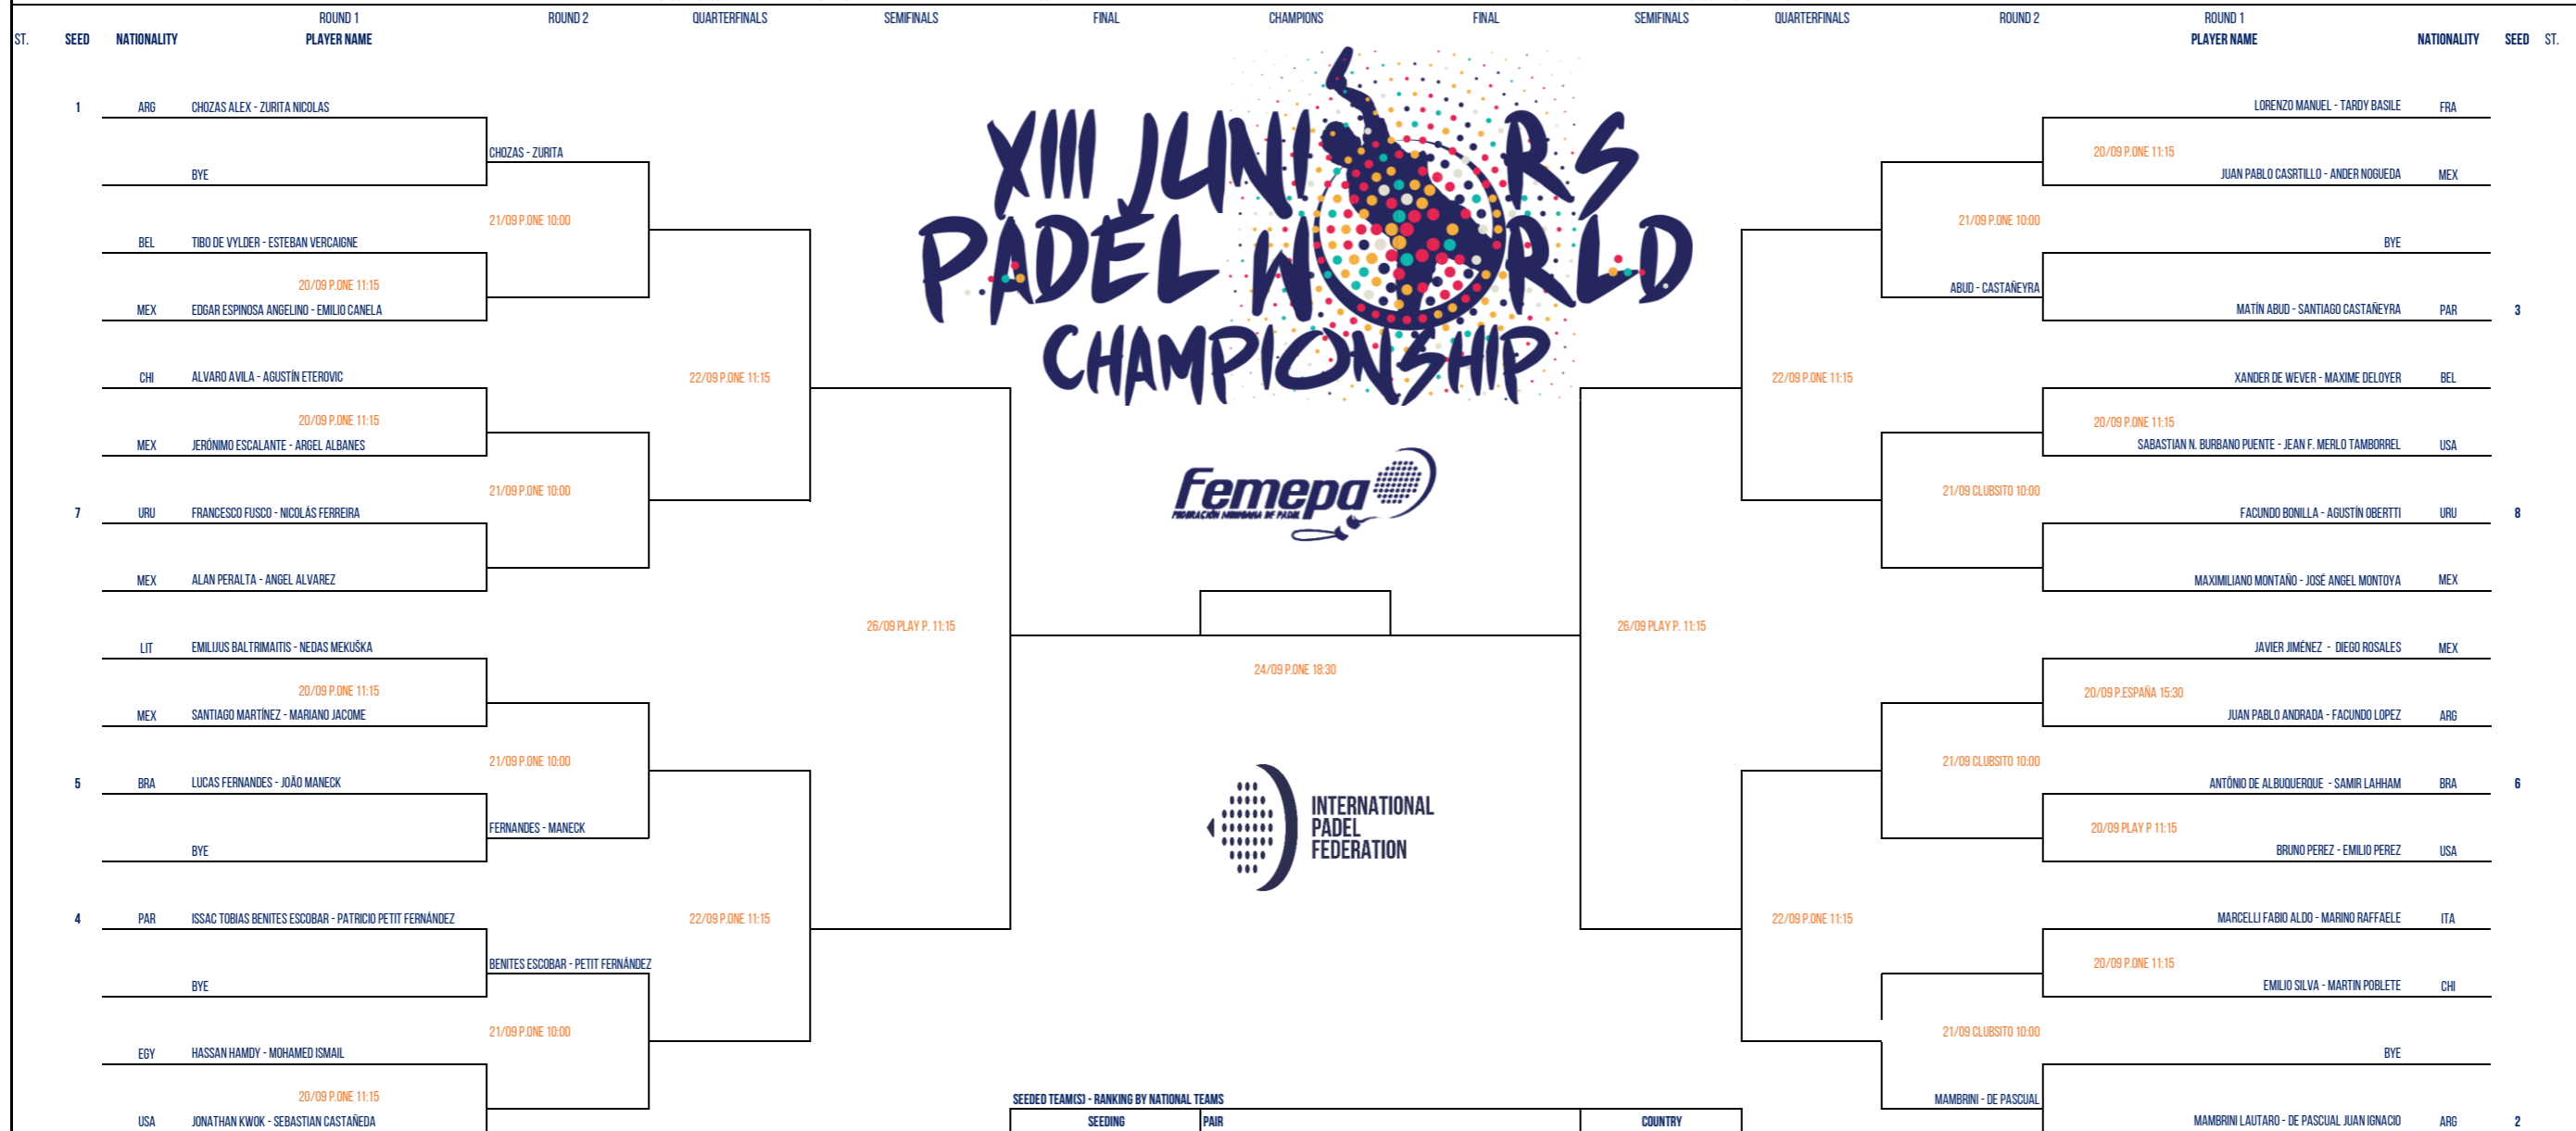 ROUND 1 ROUND 2 QUARTERFINALS SEMIFINALS FINAL CHAMPIONS FINAL SEMIFINALS QUARTERFINALS ROUND 2 ROUND 1
ST. SEED NATIONALITY PLAYER NAME PLAYER NAME NATIONALITY SEED ST.
1 ARG CHOZAS ALEX - ZURITA NICOLAS
CHOZAS - ZURITA
BYE
21/09 P.ONE 10:00
BEL TIBO DE VYLDER - ESTEBAN VERCAIGNE
20/09 P.ONE 11:15
MEX EDGAR ESPINOSA ANGELINO - EMILIO CANELA
CHI ALVARO AVILA - AGUSTÍN ETEROVIC
22/09 P.ONE 11:15
20/09 P.ONE 11:15
MEX JERÓNIMO ESCALANTE - ARGEL ALBANES
21/09 P.ONE 10:00
7 URU FRANCESCO FUSCO - NICOLÁS FERREIRA
MEX ALAN PERALTA - ANGEL ALVAREZ
26/09 PLAY P. 11:15
LIT EMILIJUS BALTRIMAITIS - NEDAS MEKUŠKA
20/09 P.ONE 11:15
MEX SANTIAGO MARTÍNEZ - MARIANO JACOME
21/09 P.ONE 10:00
5 BRA LUCAS FERNANDES - JOÃO MANECK
FERNANDES - MANECK
BYE
4 PAR ISSAC TOBIAS BENITES ESCOBAR - PATRICIO PETIT FERNÁNDEZ
22/09 P.ONE 11:15
BENITES ESCOBAR - PETIT FERNÁNDEZ
BYE
21/09 P.ONE 10:00
EGY HASSAN HAMDY - MOHAMED ISMAIL
20/09 P.ONE 11:15
USA JONATHAN KWOK - SEBASTIAN CASTAÑEDA
XIII JUNIORS
PADEL WORLD
CHAMPIONSHIP
Femepa
FEDERACIÓN MEXICANA DE PADEL
24/09 P.ONE 18:30
INTERNATIONAL
PADEL
FEDERATION
SEEDED TEAM(S) - RANKING BY NATIONAL TEAMS
SEEDING PAIR COUNTRY
LORENZO MANUEL - TARDY BASILE FRA
20/09 P.ONE 11:15
JUAN PABLO CASRTILLO - ANDER NOGUEDA MEX
21/09 P.ONE 10:00
BYE
ABUD - CASTAÑEYRA
MATÍN ABUD - SANTIAGO CASTAÑEYRA PAR 3
22/09 P.ONE 11:15
XANDER DE WEVER - MAXIME DELOYER BEL
20/09 P.ONE 11:15
SABASTIAN N. BURBANO PUENTE - JEAN F. MERLO TAMBORREL USA
21/09 CLUBSITO 10:00
FACUNDO BONILLA - AGUSTÍN OBERTTI URU 8
MAXIMILIANO MONTAÑO - JOSÉ ANGEL MONTOYA MEX
26/09 PLAY P. 11:15
JAVIER JIMÉNEZ - DIEGO ROSALES MEX
20/09 P.ESPAÑA 15:30
JUAN PABLO ANDRADA - FACUNDO LOPEZ ARG
21/09 CLUBSITO 10:00
ANTÔNIO DE ALBUQUERQUE - SAMIR LAHHAM BRA 6
20/09 PLAY P 11:15
BRUNO PEREZ - EMILIO PEREZ USA
22/09 P.ONE 11:15
MARCELLI FABIO ALDO - MARINO RAFFAELE ITA
20/09 P.ONE 11:15
EMILIO SILVA - MARTIN POBLETE CHI
21/09 CLUBSITO 10:00
BYE
MAMBRINI - DE PASCUAL
MAMBRINI LAUTARO - DE PASCUAL JUAN IGNACIO ARG 2